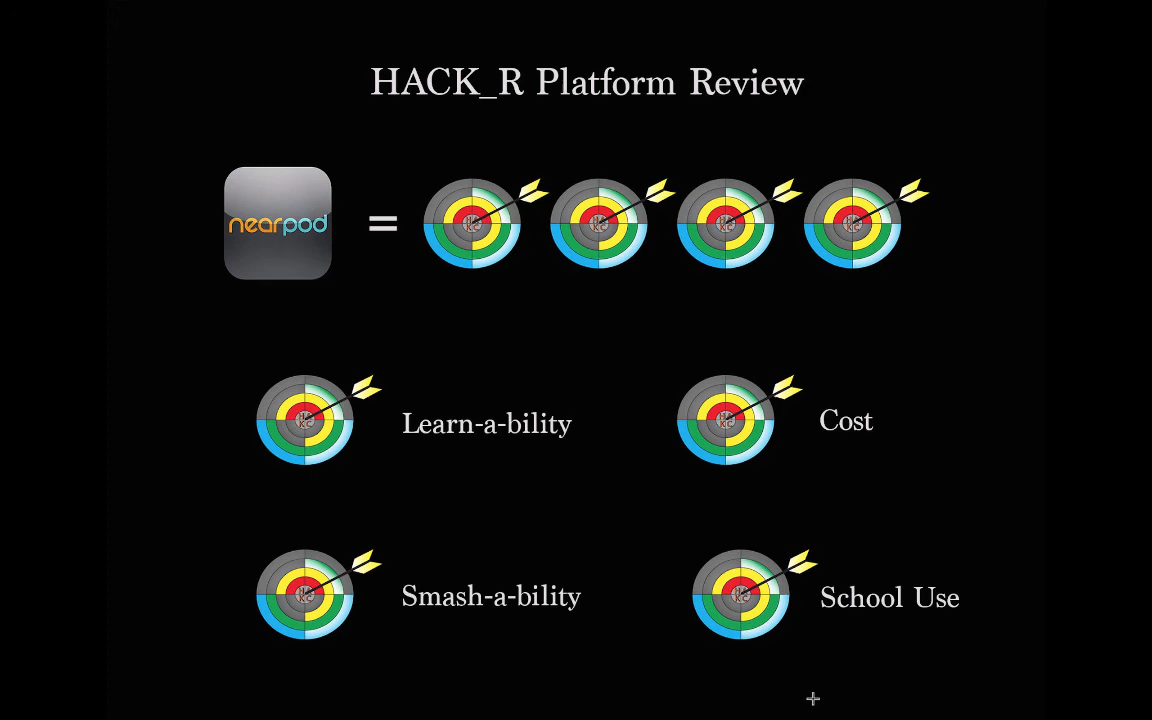 HACK_R Platform Review
nearpod
=
Learn-a-bility
Cost
Smash-a-bility
School Use